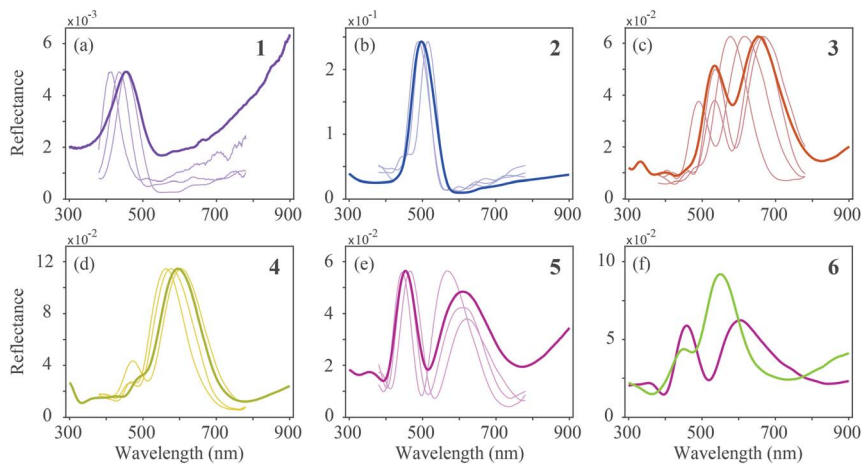 x10⁻³ x10⁻¹ x10⁻²
(a) 1 (b) 2 (c) 3
6 2 6
4 4
1
2 2
0 0 0
Reflectance
300 500 700 900 300 500 700 900 300 500 700 900
x10⁻² x10⁻² x10⁻²
(d) 4 (e) 5 (f) 6
12 6 10
8 4
5
4 2
0 0 0
Reflectance
300 500 700 900 300 500 700 900 300 500 700 900
Wavelength (nm) Wavelength (nm) Wavelength (nm)